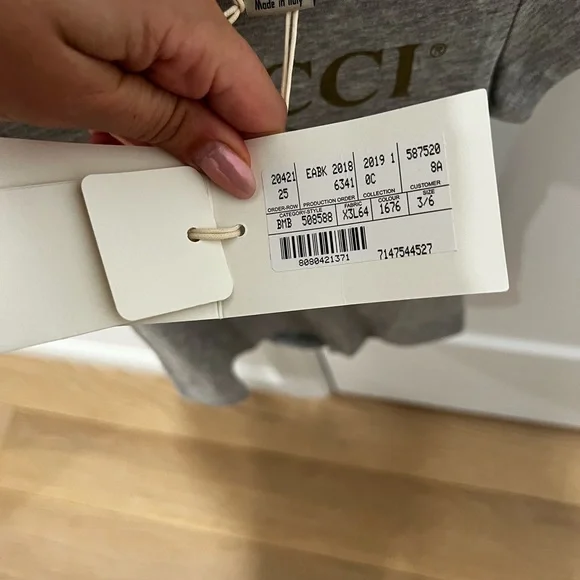 Made in Italy
CCI®
20421 EABK 2018 2019 1 587520
25 6341 0C 8A
ORDER-ROW PRODUCTION ORDER COLLECTION CUSTOMER
CATEGORY-STYLE FABRIC COLOUR SIZE
BMB 508588 X3L64 1676 3/6
8080421371 7147544527